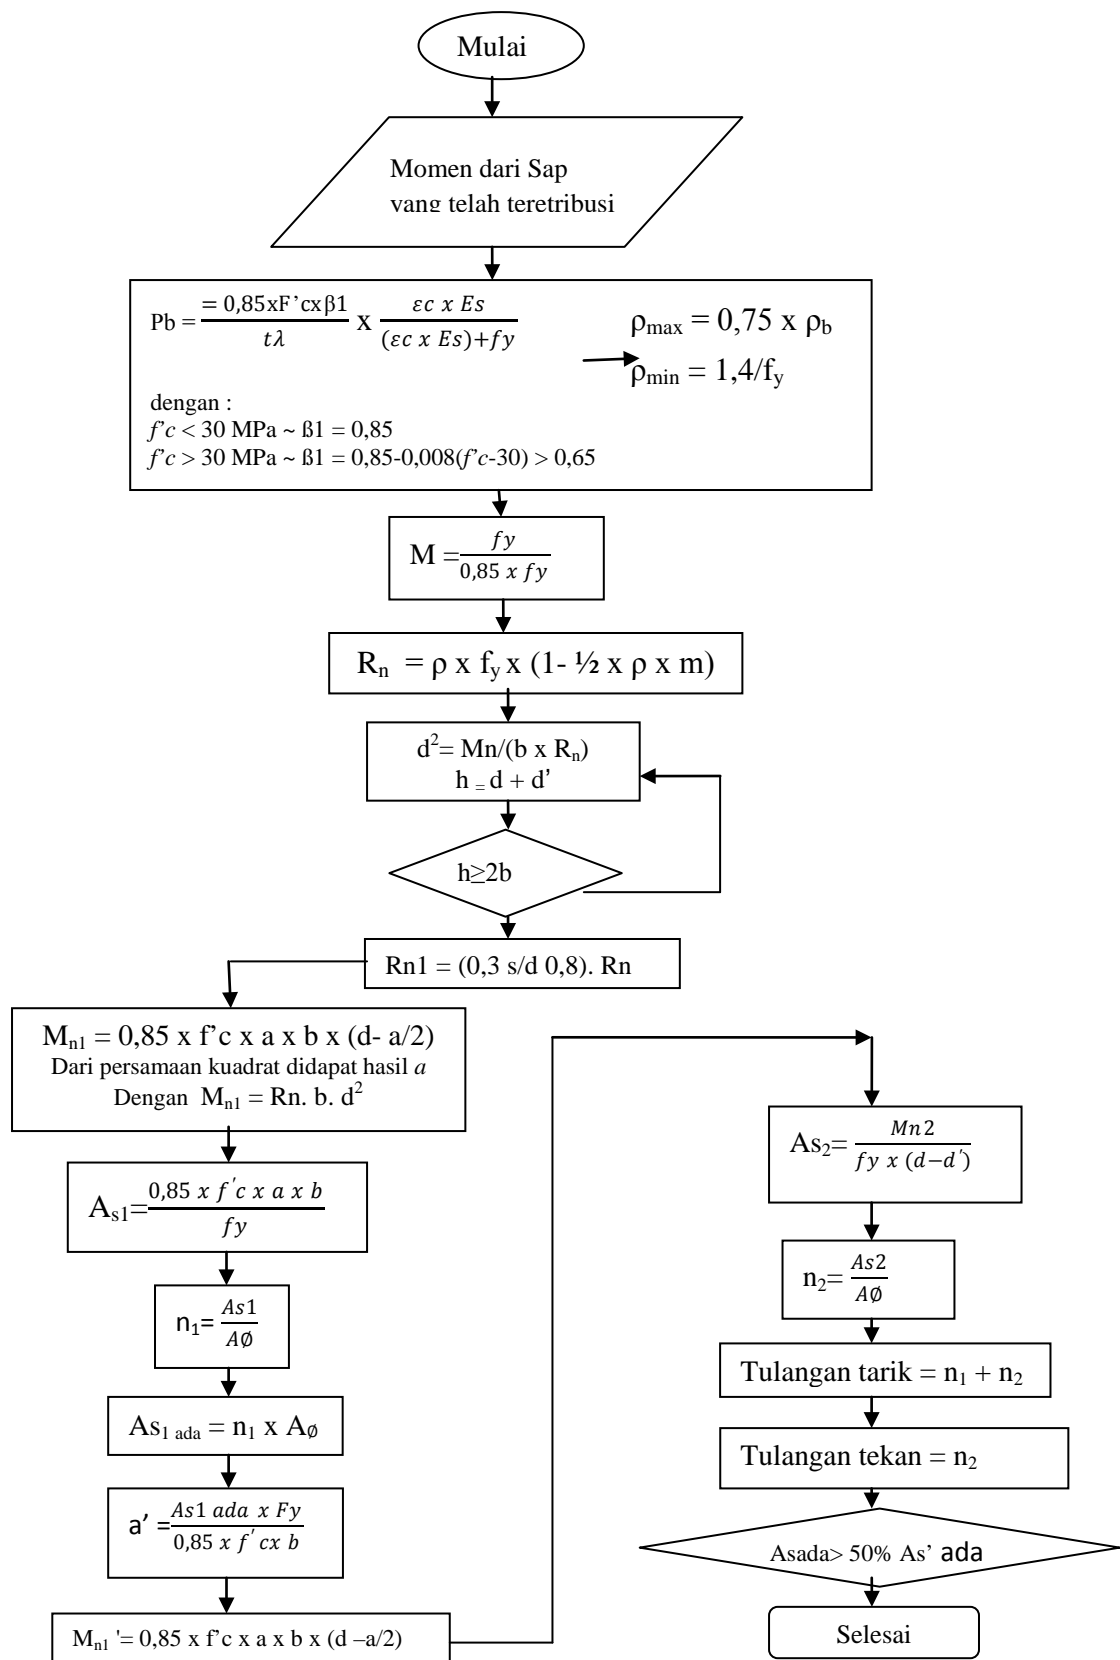 Mulai
Momen dari Sap
yang telah teretribusi
Pb = = 0,85xF’cxβ1 / tλ x εc x Es / (εc x Es)+fy
ρmax = 0,75 x ρb
ρmin = 1,4/fy
dengan :
f’c < 30 MPa ~ ß1 = 0,85
f’c > 30 MPa ~ ß1 = 0,85-0,008(f’c-30) > 0,65
M = fy / 0,85 x fy
Rn = ρ x fy x (1- ½ x ρ x m)
d²= Mn/(b x Rn)
h = d + d’
h≥2b
Rn1 = (0,3 s/d 0,8). Rn
Mn1 = 0,85 x f’c x a x b x (d- a/2)
Dari persamaan kuadrat didapat hasil a
Dengan Mn1 = Rn. b. d²
As1= 0,85 x f′c x a x b / fy
n1= As1 / AØ
As1 ada = n1 x AØ
a’ = As1 ada x Fy / 0,85 x f′cx b
Mn1 '= 0,85 x f’c x a x b x (d –a/2)
As2= Mn2 / fy x (d−d′)
n2= As2 / AØ
Tulangan tarik = n1 + n2
Tulangan tekan = n2
Asada> 50% As’ ada
Selesai